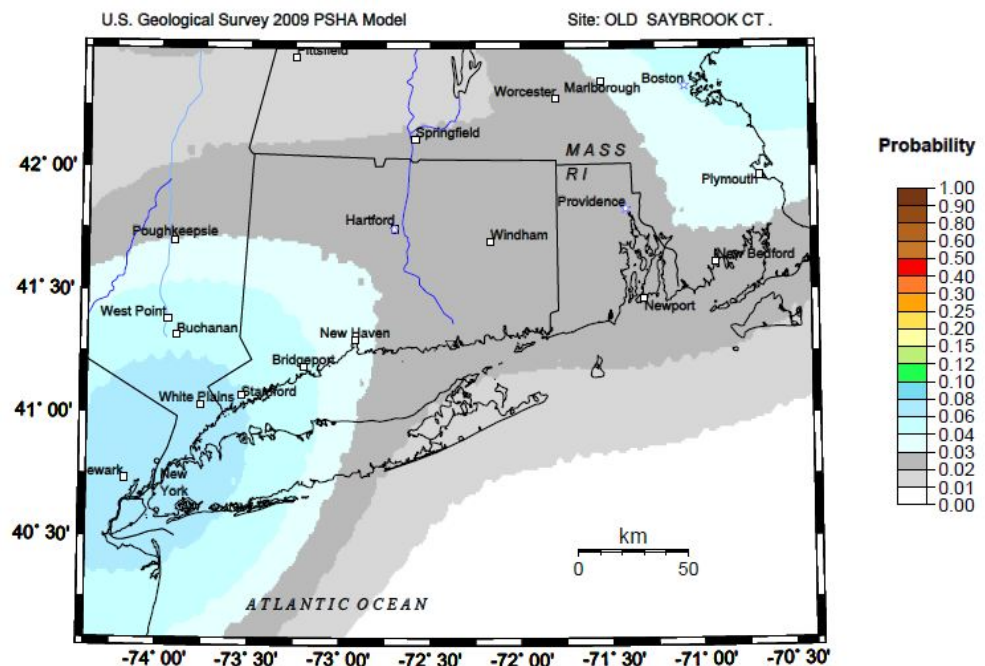 U.S. Geological Survey 2009 PSHA Model
Site: OLD SAYBROOK CT .
Pittsfield
Worcester
Marlborough
Boston
Springfield
42° 00'
MASS
RI
Plymouth
Providence
Hartford
Windham
Poughkeepsie
New Bedford
41° 30'
Newport
West Point
Buchanan
New Haven
Bridgeport
41° 00'
White Plains
Stamford
ewark
New
York
40° 30'
km
0 50
ATLANTIC OCEAN
-74° 00' -73° 30' -73° 00' -72° 30' -72° 00' -71° 30' -71° 00' -70° 30'
Probability
1.00
0.90
0.80
0.60
0.50
0.40
0.30
0.25
0.20
0.15
0.12
0.10
0.08
0.06
0.04
0.03
0.02
0.01
0.00